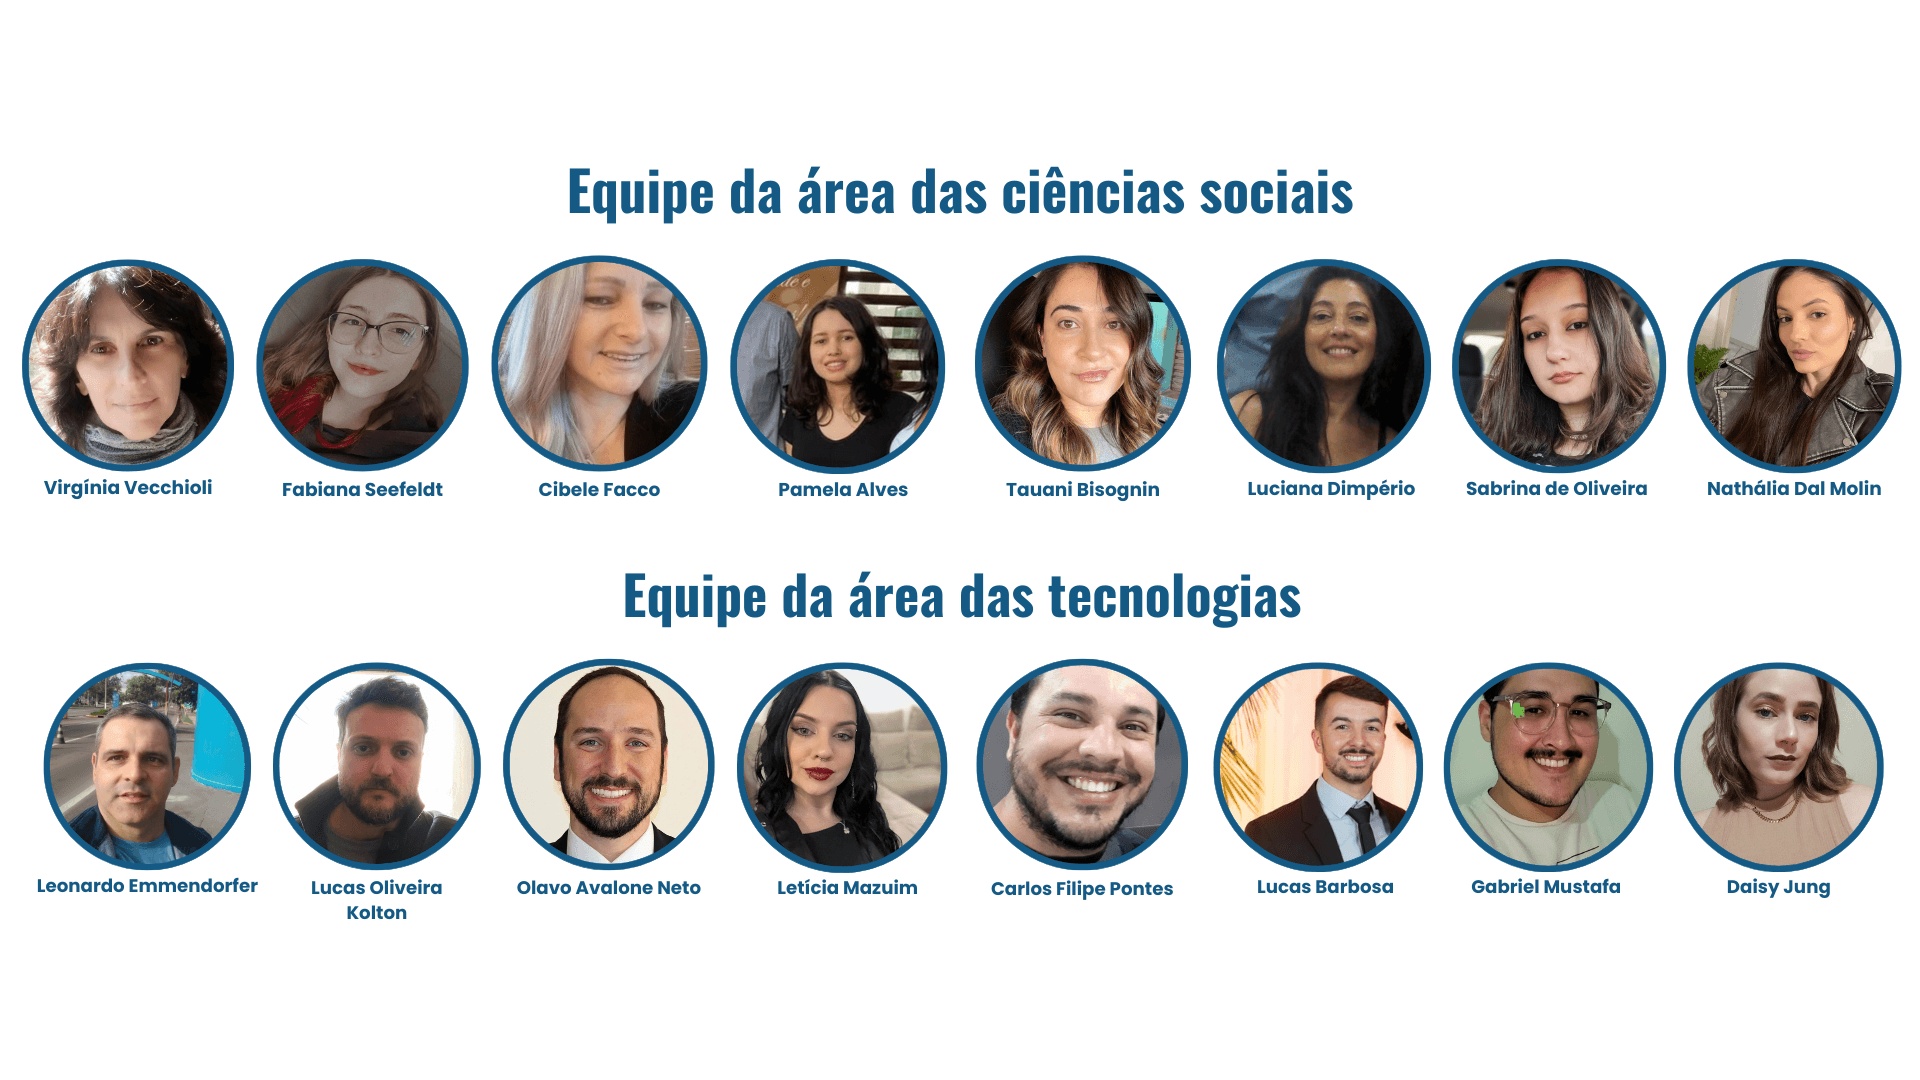 Equipe da área das ciências sociais
Virgínia Vecchioli
Fabiana Seefeldt
Cibele Facco
Pamela Alves
Tauani Bisognin
Luciana Dimpério
Sabrina de Oliveira
Nathália Dal Molin
Equipe da área das tecnologias
Leonardo Emmendorfer
Lucas Oliveira
Kolton
Olavo Avalone Neto
Letícia Mazuim
Carlos Filipe Pontes
Lucas Barbosa
Gabriel Mustafa
Daisy Jung